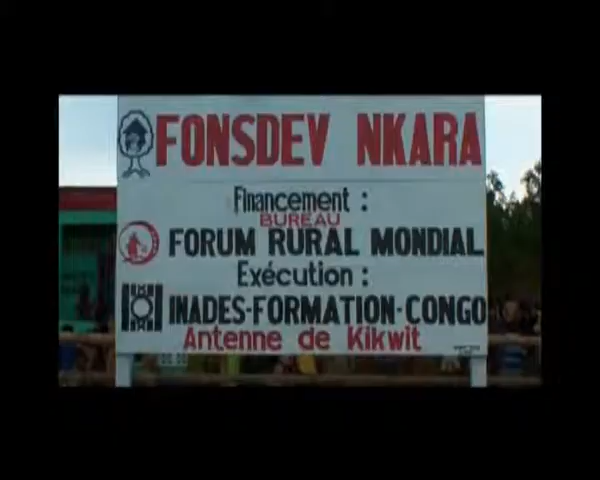 FONSDEV NKARA
Financement :
BUREAU
FORUM RURAL MONDIAL
Exécution :
INADES-FORMATION-CONGO
Antenne de Kikwit